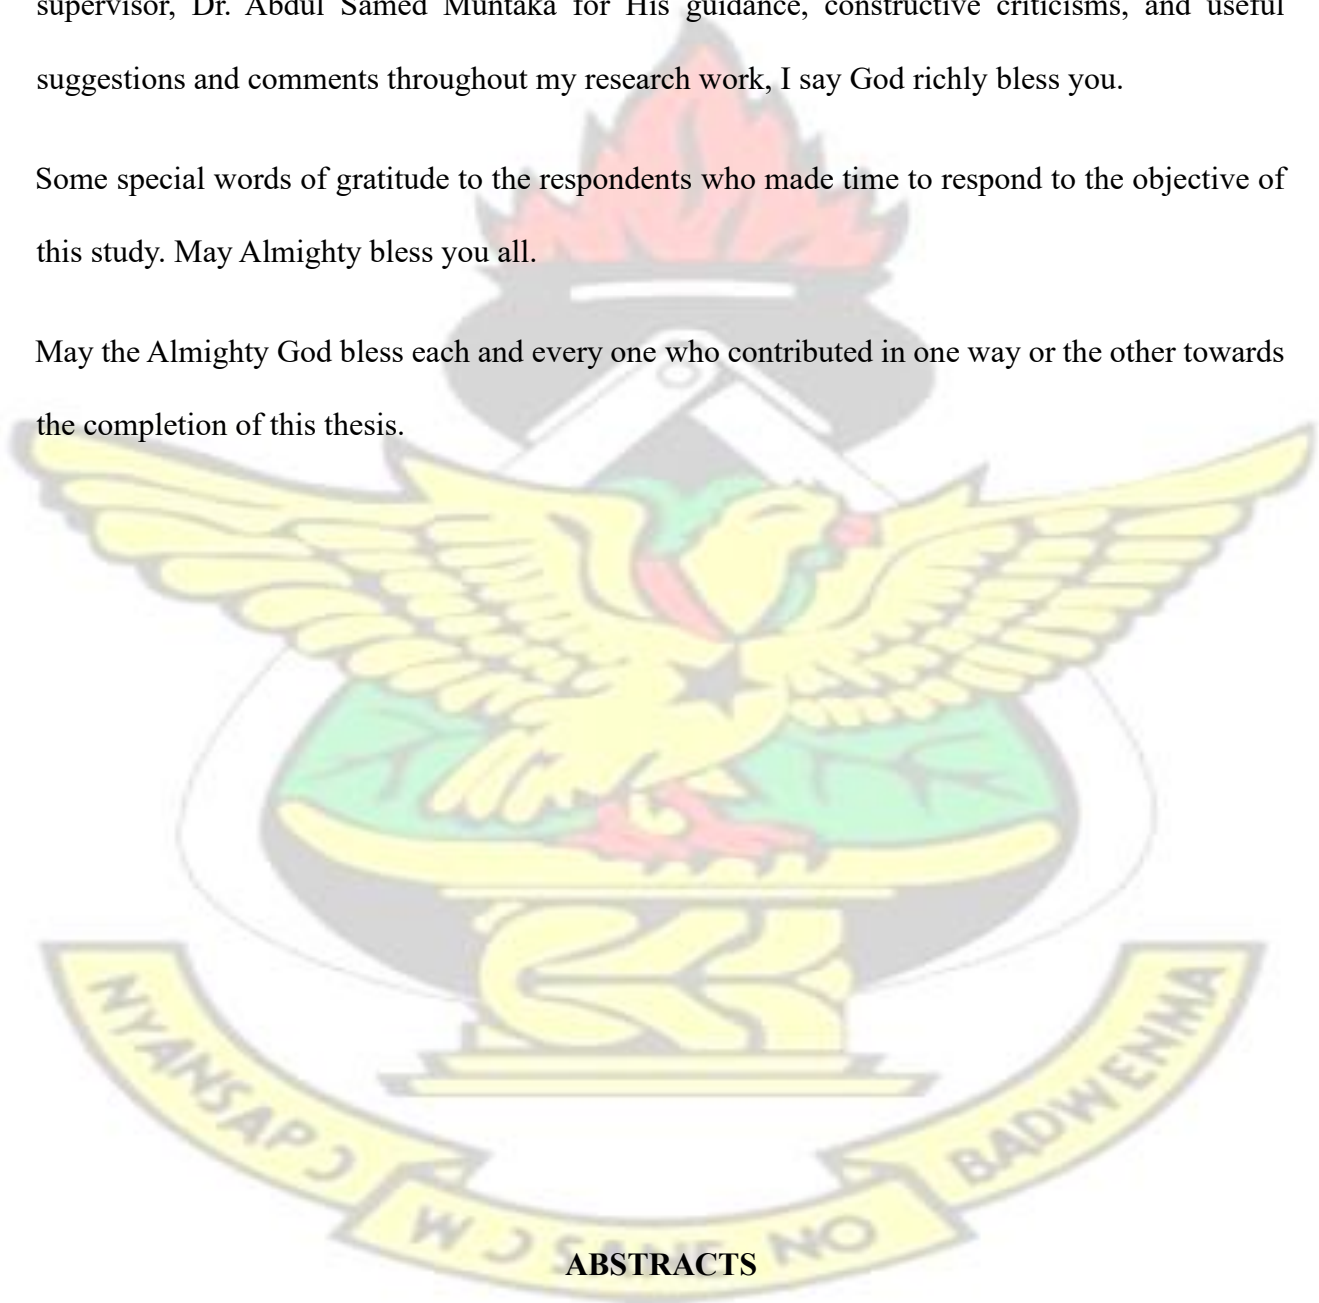 supervisor, Dr. Abdul Samed Muntaka for His guidance, constructive criticisms, and useful
suggestions and comments throughout my research work, I say God richly bless you.
Some special words of gratitude to the respondents who made time to respond to the objective of
this study. May Almighty bless you all.
May the Almighty God bless each and every one who contributed in one way or the other towards
the completion of this thesis.
NYANSAPƆ
WƆ SANE NO
BADWENMA
ABSTRACTS